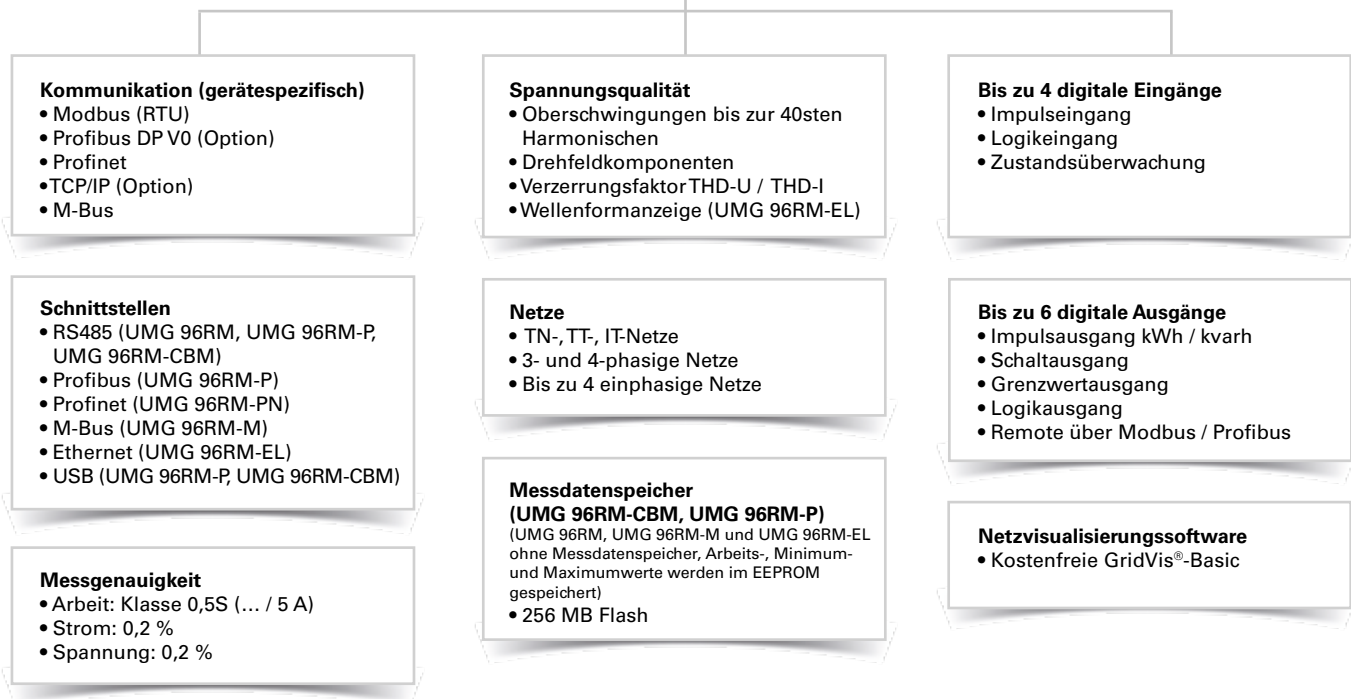 Kommunikation (gerätespezifisch)
• Modbus (RTU)
• Profibus DP V0 (Option)
• Profinet
•TCP/IP (Option)
• M-Bus
Schnittstellen
• RS485 (UMG 96RM, UMG 96RM-P,
UMG 96RM-CBM)
• Profibus (UMG 96RM-P)
• Profinet (UMG 96RM-PN)
• M-Bus (UMG 96RM-M)
• Ethernet (UMG 96RM-EL)
• USB (UMG 96RM-P, UMG 96RM-CBM)
Messgenauigkeit
• Arbeit: Klasse 0,5S (… / 5 A)
• Strom: 0,2 %
• Spannung: 0,2 %
Spannungsqualität
• Oberschwingungen bis zur 40sten
Harmonischen
• Drehfeldkomponenten
• Verzerrungsfaktor THD-U / THD-I
• Wellenformanzeige (UMG 96RM-EL)
Netze
• TN-, TT-, IT-Netze
• 3- und 4-phasige Netze
• Bis zu 4 einphasige Netze
Messdatenspeicher
(UMG 96RM-CBM, UMG 96RM-P)
(UMG 96RM, UMG 96RM-M und UMG 96RM-EL
ohne Messdatenspeicher, Arbeits-, Minimum-
und Maximumwerte werden im EEPROM
gespeichert)
• 256 MB Flash
Bis zu 4 digitale Eingänge
• Impulseingang
• Logikeingang
• Zustandsüberwachung
Bis zu 6 digitale Ausgänge
• Impulsausgang kWh / kvarh
• Schaltausgang
• Grenzwertausgang
• Logikausgang
• Remote über Modbus / Profibus
Netzvisualisierungssoftware
• Kostenfreie GridVis®-Basic